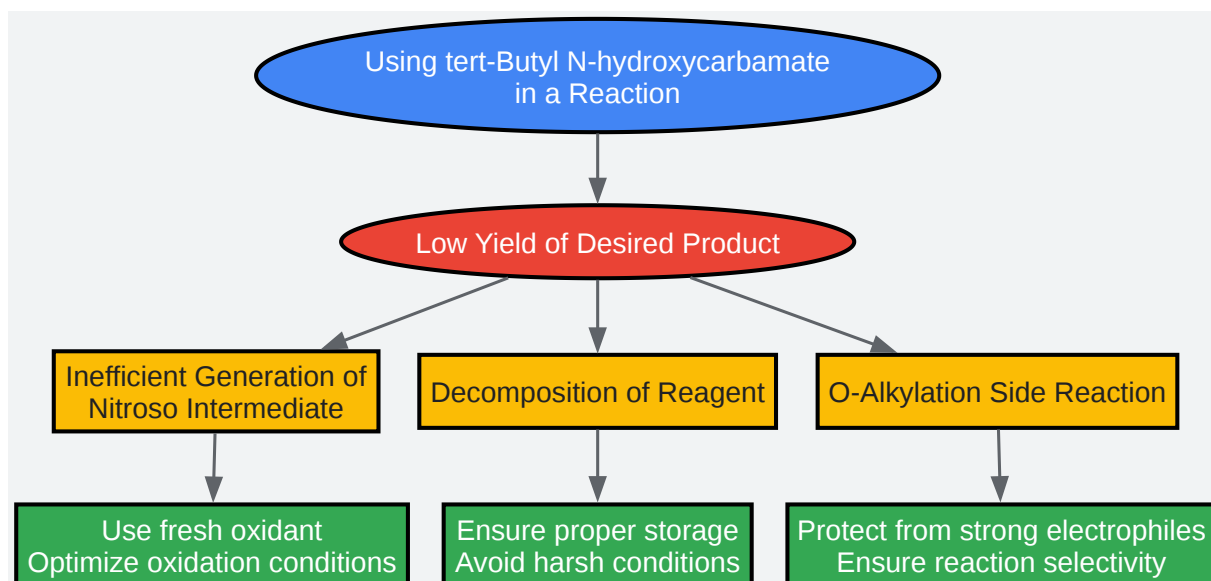 Using tert-Butyl N-hydroxycarbamate
in a Reaction
Low Yield of Desired Product
Inefficient Generation of
Nitroso Intermediate
Decomposition of Reagent
O-Alkylation Side Reaction
Use fresh oxidant
Optimize oxidation conditions
Ensure proper storage
Avoid harsh conditions
Protect from strong electrophiles
Ensure reaction selectivity